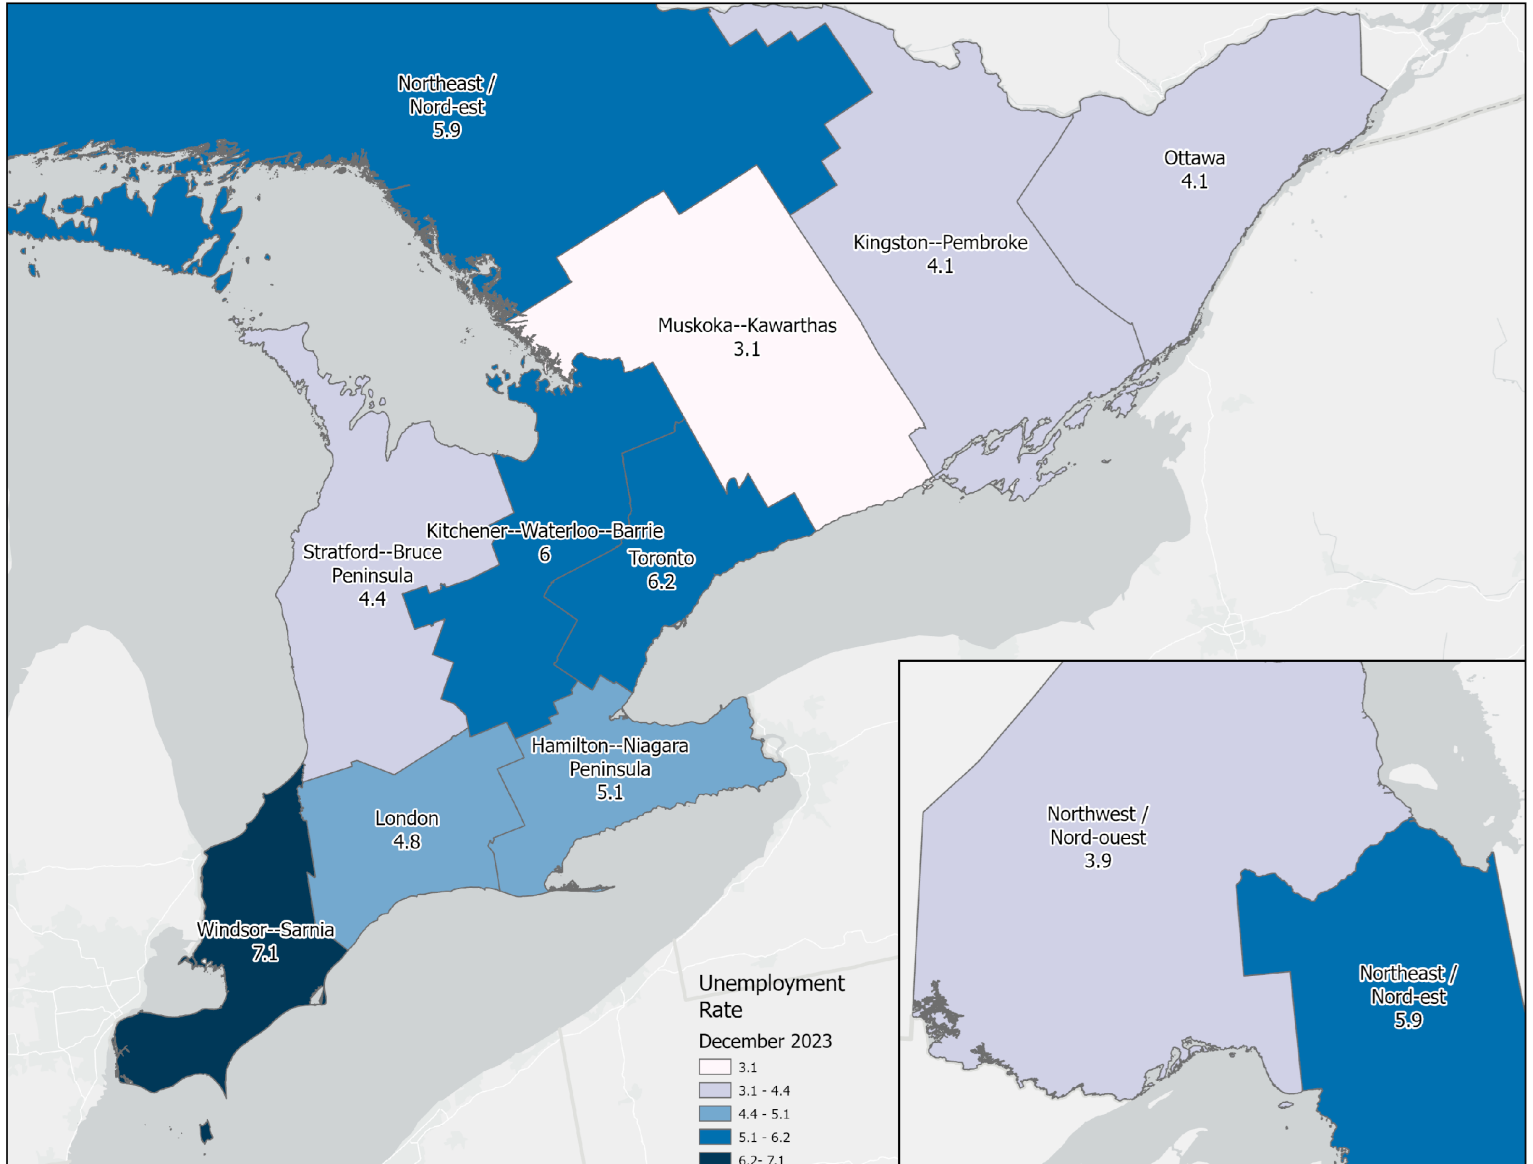 Northeast /
Nord-est
5.9
Ottawa
4.1
Kingston--Pembroke
4.1
Muskoka--Kawarthas
3.1
Kitchener--Waterloo--Barrie
6
Stratford--Bruce
Peninsula
4.4
Toronto
6.2
Hamilton--Niagara
Peninsula
5.1
London
4.8
Windsor--Sarnia
7.1
Northwest /
Nord-ouest
3.9
Northeast /
Nord-est
5.9
Unemployment
Rate
December 2023
3.1
3.1 - 4.4
4.4 - 5.1
5.1 - 6.2
6.2- 7.1